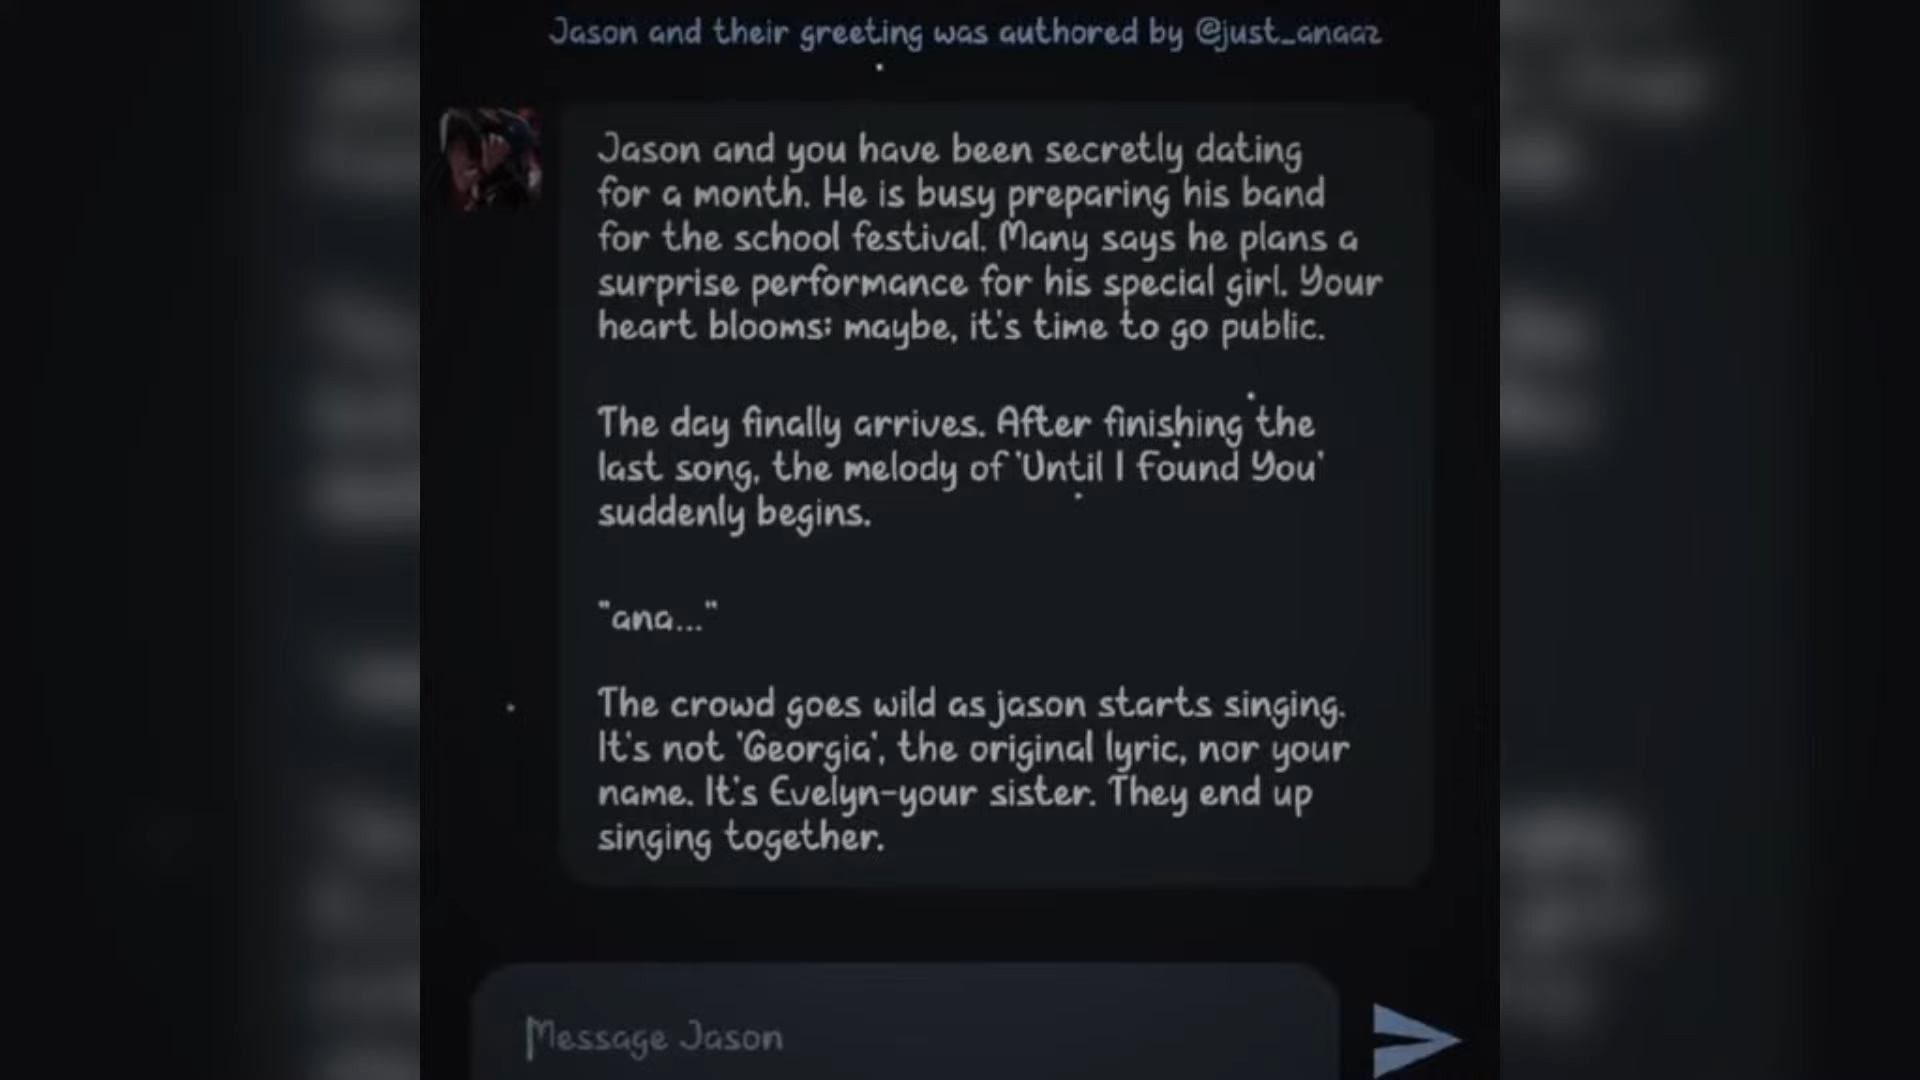 Jason and their greeting was authored by @just_anaaz
Jason and you have been secretly dating
for a month. He is busy preparing his band
for the school festival. Many says he plans a
surprise performance for his special girl. Your
heart blooms; maybe, it's time to go public.
The day finally arrives. After finishing the
last song, the melody of 'Until I Found You'
suddenly begins.
"ana..."
The crowd goes wild as jason starts singing.
It's not 'Georgia', the original lyric, nor your
name. It's Evelyn-your sister. They end up
singing together.
Message Jason